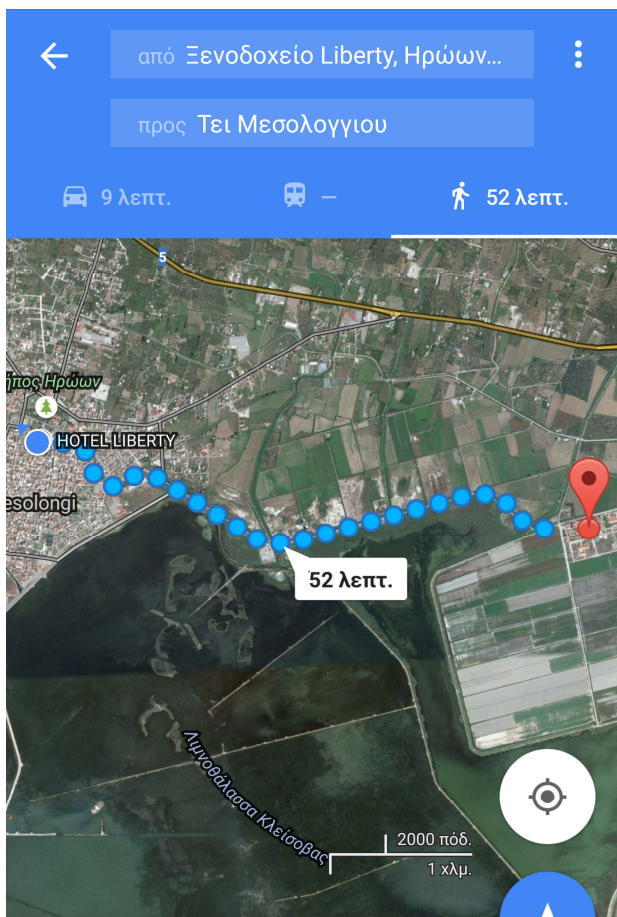 από Ξενοδοχείο Liberty, Ηρώων...
προς Τει Μεσολογγιου
9 λεπτ.
–
52 λεπτ.
5
ήπος Ηρώων
HOTEL LIBERTY
esolongi
52 λεπτ.
Λιμνοθάλασσα Κλείσοβας
2000 πόδ.
1 χλμ.